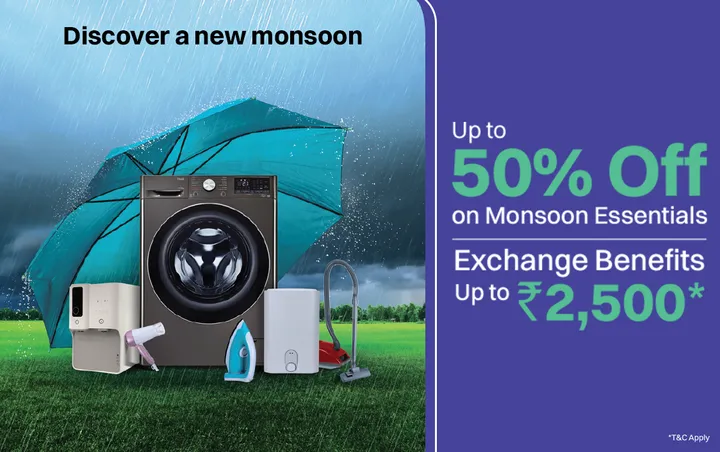 Discover a new monsoon
Up to
50% Off
on Monsoon Essentials
Exchange Benefits
Up to ₹2,500*
*T&C Apply